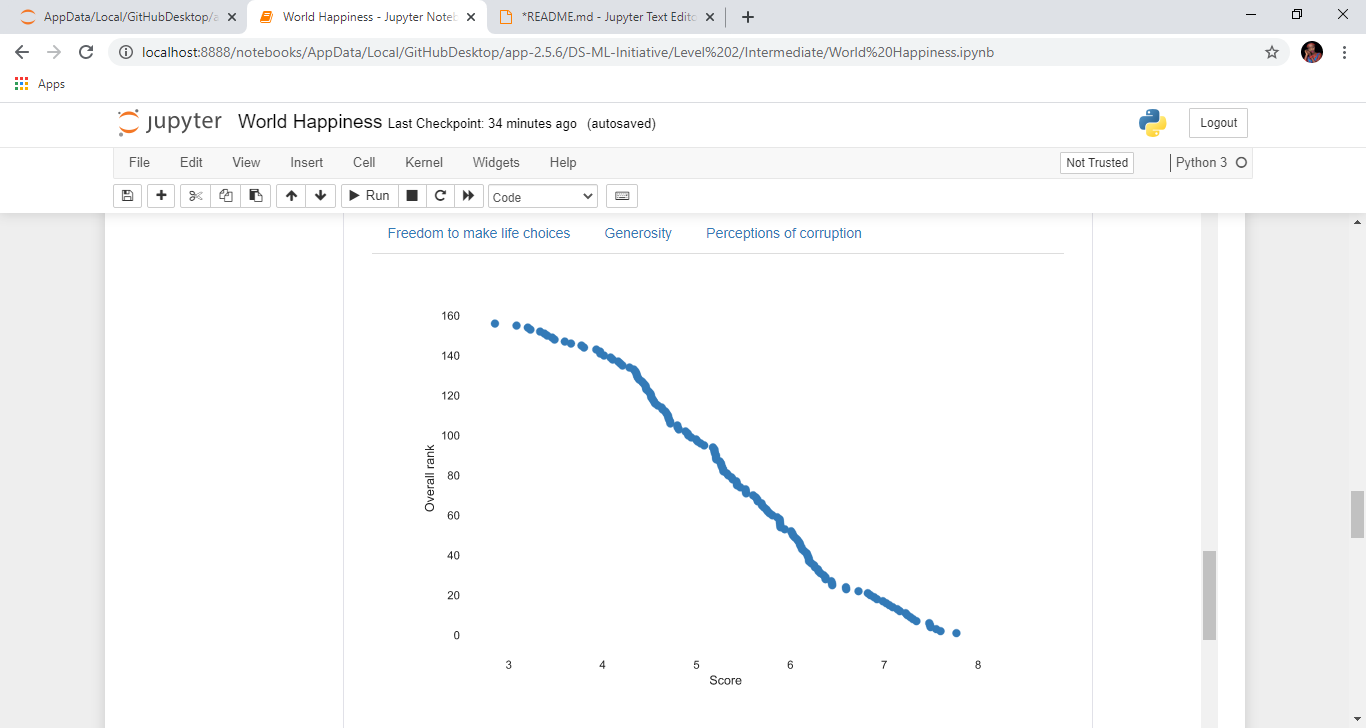 AppData/Local/GitHubDesktop/a
World Happiness - Jupyter Noteb
*README.md - Jupyter Text Edito
localhost:8888/notebooks/AppData/Local/GitHubDesktop/app-2.5.6/DS-ML-Initiative/Level%202/Intermediate/World%20Happiness.ipynb
Apps
jupyter World Happiness Last Checkpoint: 34 minutes ago (autosaved)
Logout
File Edit View Insert Cell Kernel Widgets Help
Not Trusted
Python 3
Run
Code
Freedom to make life choices Generosity Perceptions of corruption
160
140
120
100
80
60
40
20
0
Overall rank
3 4 5 6 7 8
Score